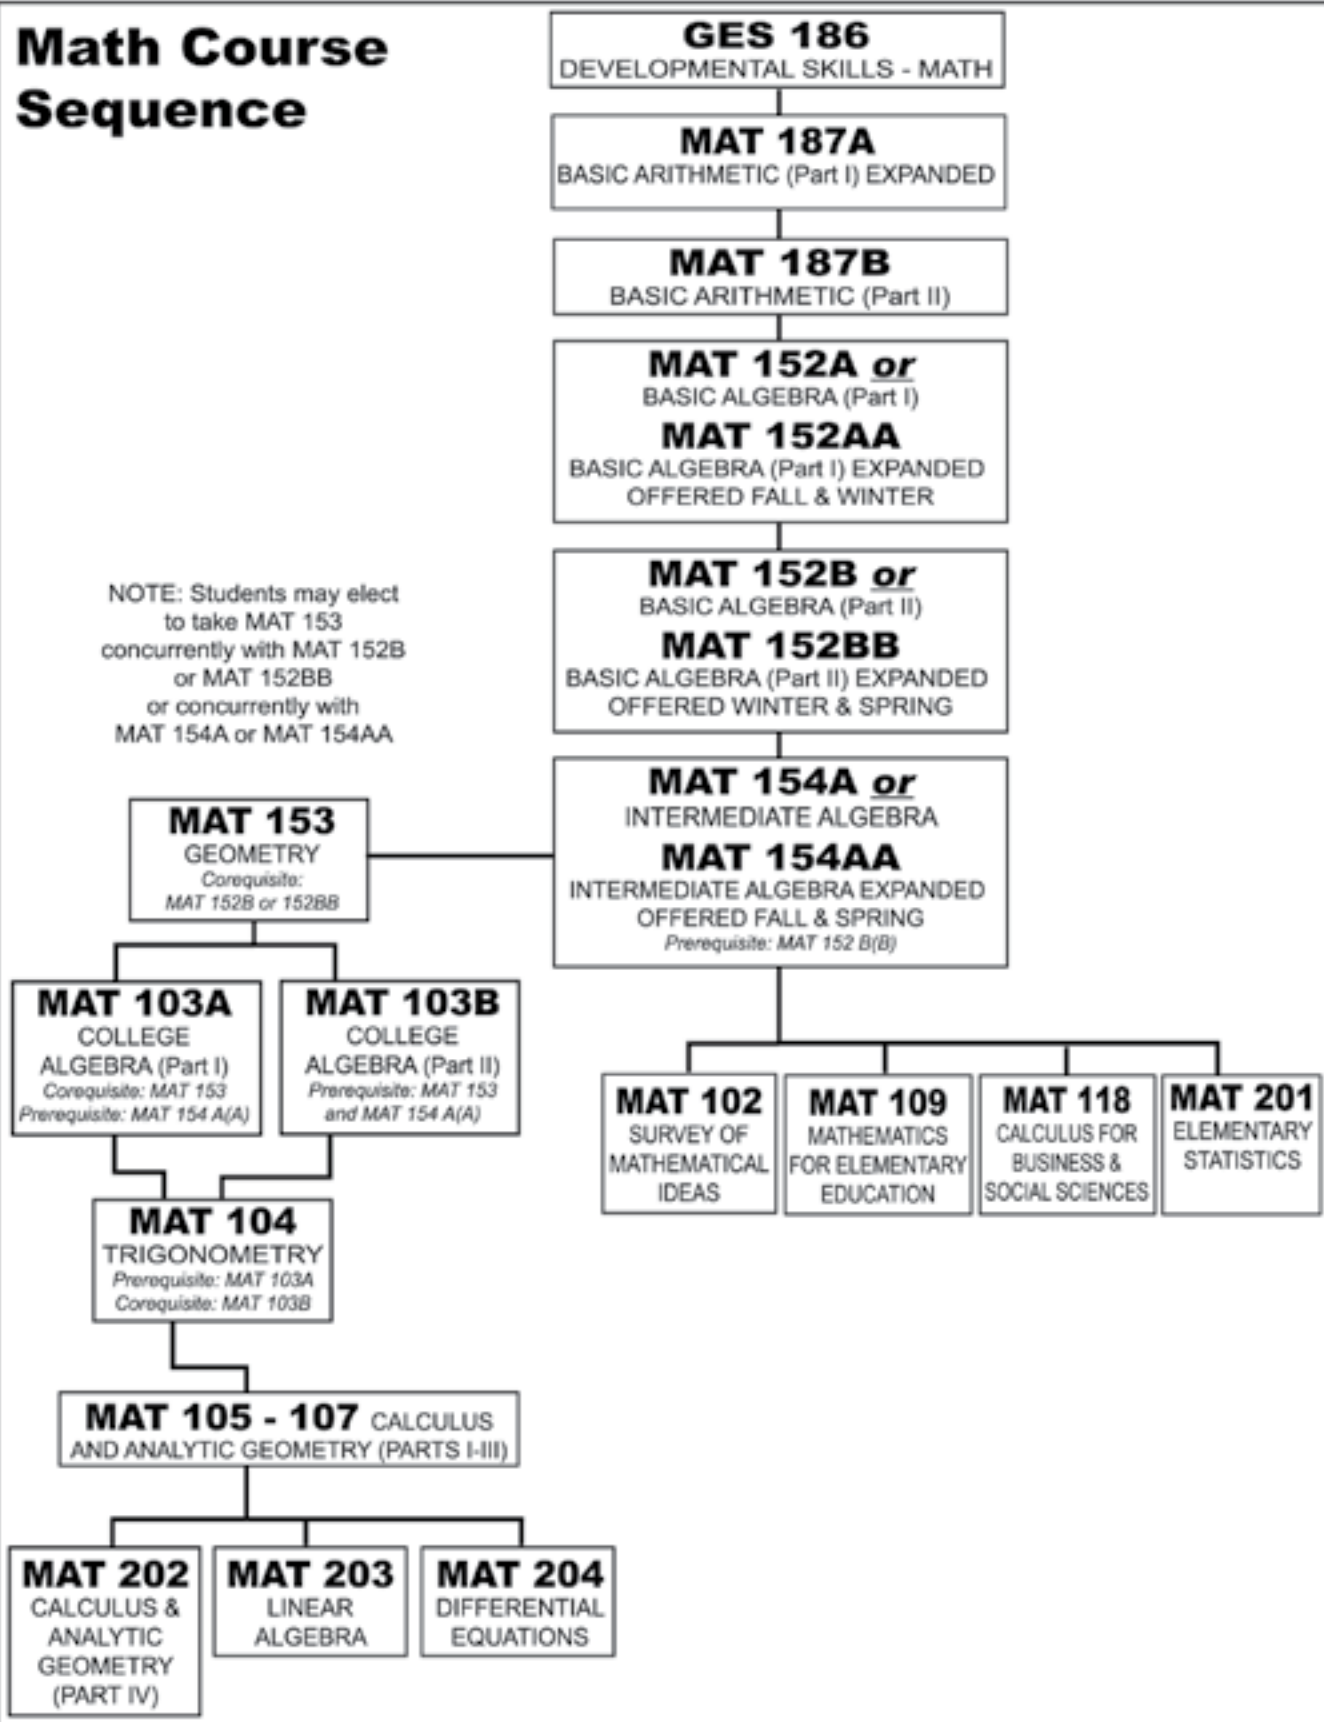 Math Course
Sequence
GES 186
DEVELOPMENTAL SKILLS - MATH
MAT 187A
BASIC ARITHMETIC (Part I) EXPANDED
MAT 187B
BASIC ARITHMETIC (Part II)
MAT 152A or
BASIC ALGEBRA (Part I)
MAT 152AA
BASIC ALGEBRA (Part I) EXPANDED
OFFERED FALL & WINTER
MAT 152B or
BASIC ALGEBRA (Part II)
MAT 152BB
BASIC ALGEBRA (Part II) EXPANDED
OFFERED WINTER & SPRING
NOTE: Students may elect
to take MAT 153
concurrently with MAT 152B
or MAT 152BB
or concurrently with
MAT 154A or MAT 154AA
MAT 154A or
INTERMEDIATE ALGEBRA
MAT 154AA
INTERMEDIATE ALGEBRA EXPANDED
OFFERED FALL & SPRING
Prerequisite: MAT 152 B(B)
MAT 153
GEOMETRY
Corequisite:
MAT 152B or 152BB
MAT 103A
COLLEGE
ALGEBRA (Part I)
Corequisite: MAT 153
Prerequisite: MAT 154 A(A)
MAT 103B
COLLEGE
ALGEBRA (Part II)
Prerequisite: MAT 153
and MAT 154 A(A)
MAT 102
SURVEY OF
MATHEMATICAL
IDEAS
MAT 109
MATHEMATICS
FOR ELEMENTARY
EDUCATION
MAT 118
CALCULUS FOR
BUSINESS &
SOCIAL SCIENCES
MAT 201
ELEMENTARY
STATISTICS
MAT 104
TRIGONOMETRY
Prerequisite: MAT 103A
Corequisite: MAT 103B
MAT 105 - 107 CALCULUS
AND ANALYTIC GEOMETRY (PARTS I-III)
MAT 202
CALCULUS &
ANALYTIC
GEOMETRY
(PART IV)
MAT 203
LINEAR
ALGEBRA
MAT 204
DIFFERENTIAL
EQUATIONS